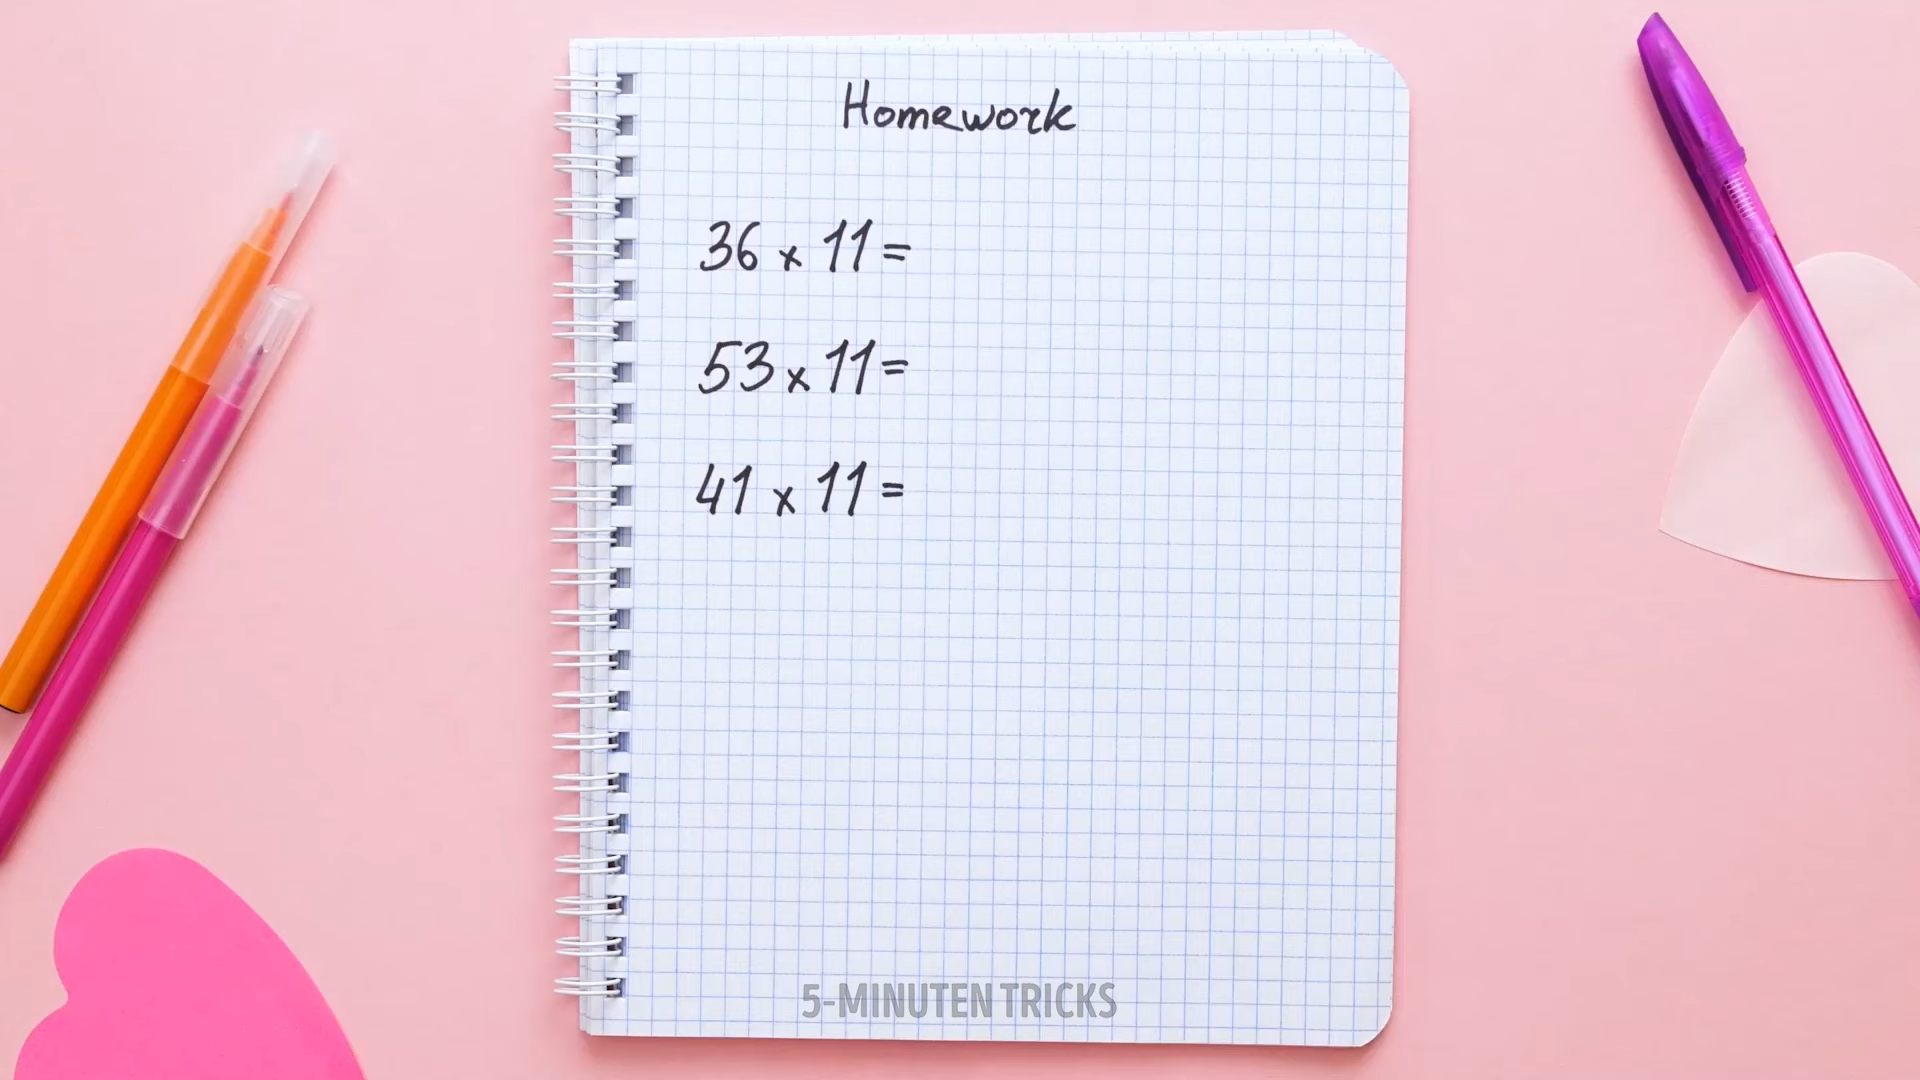 Homework
36 x 11 =
53 x 11 =
41 x 11 =
5-MINUTEN TRICKS